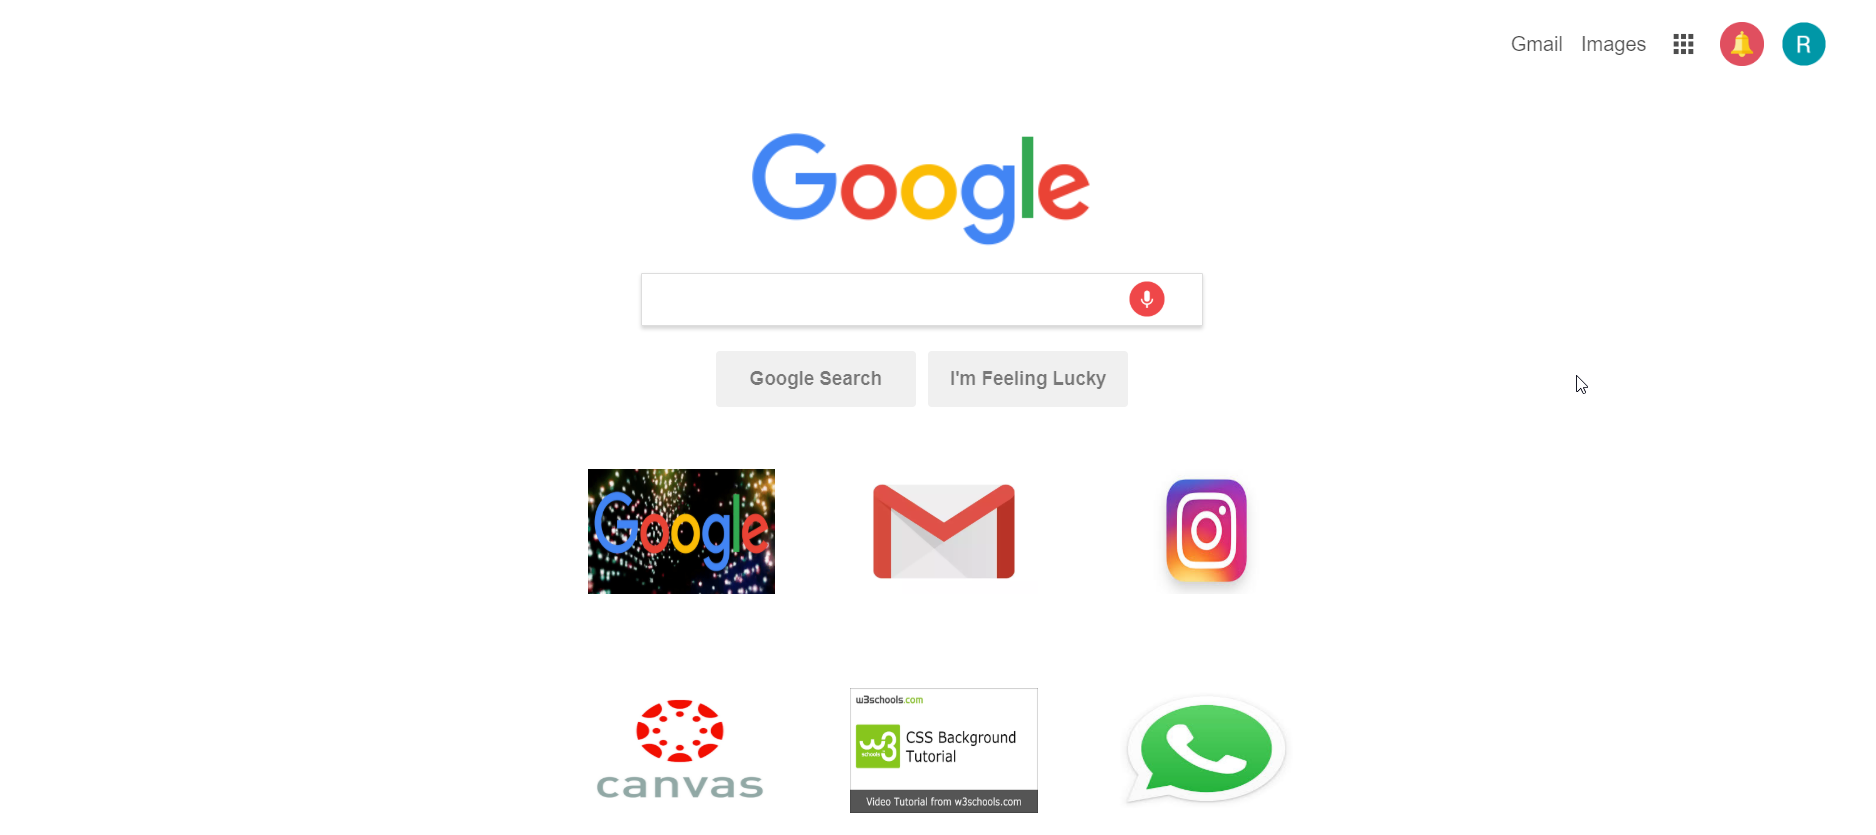 Gmail Images R
Google
Google Search I'm Feeling Lucky
Google
canvas
w3schools.com
w3 schools
CSS Background
Tutorial
Video Tutorial from w3schools.com